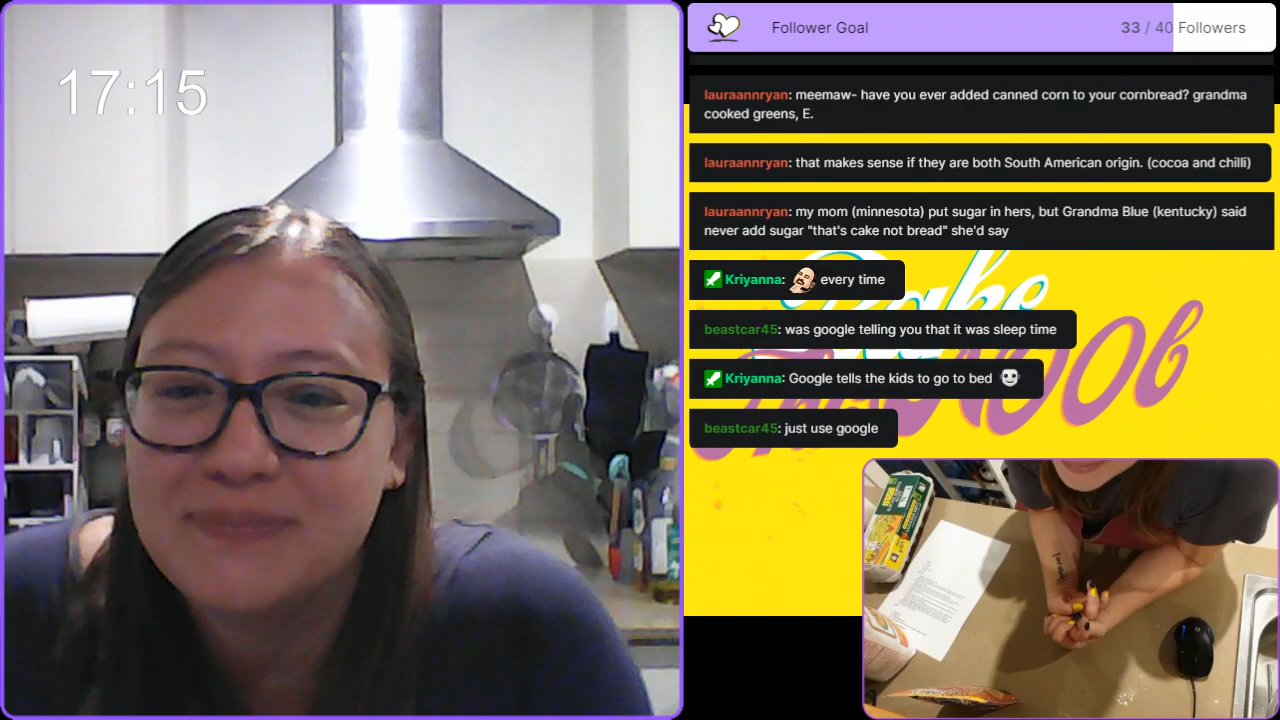 17:15
Follower Goal
33 / 40 Followers
lauraannryan: meemaw- have you ever added canned corn to your cornbread? grandma
cooked greens, E.
lauraannryan: that makes sense if they are both South American origin. (cocoa and chilli)
lauraannryan: my mom (minnesota) put sugar in hers, but Grandma Blue (kentucky) said
never add sugar "that's cake not bread" she'd say
Kriyanna: every time
beastcar45: was google telling you that it was sleep time
Kriyanna: Google tells the kids to go to bed
beastcar45: just use google